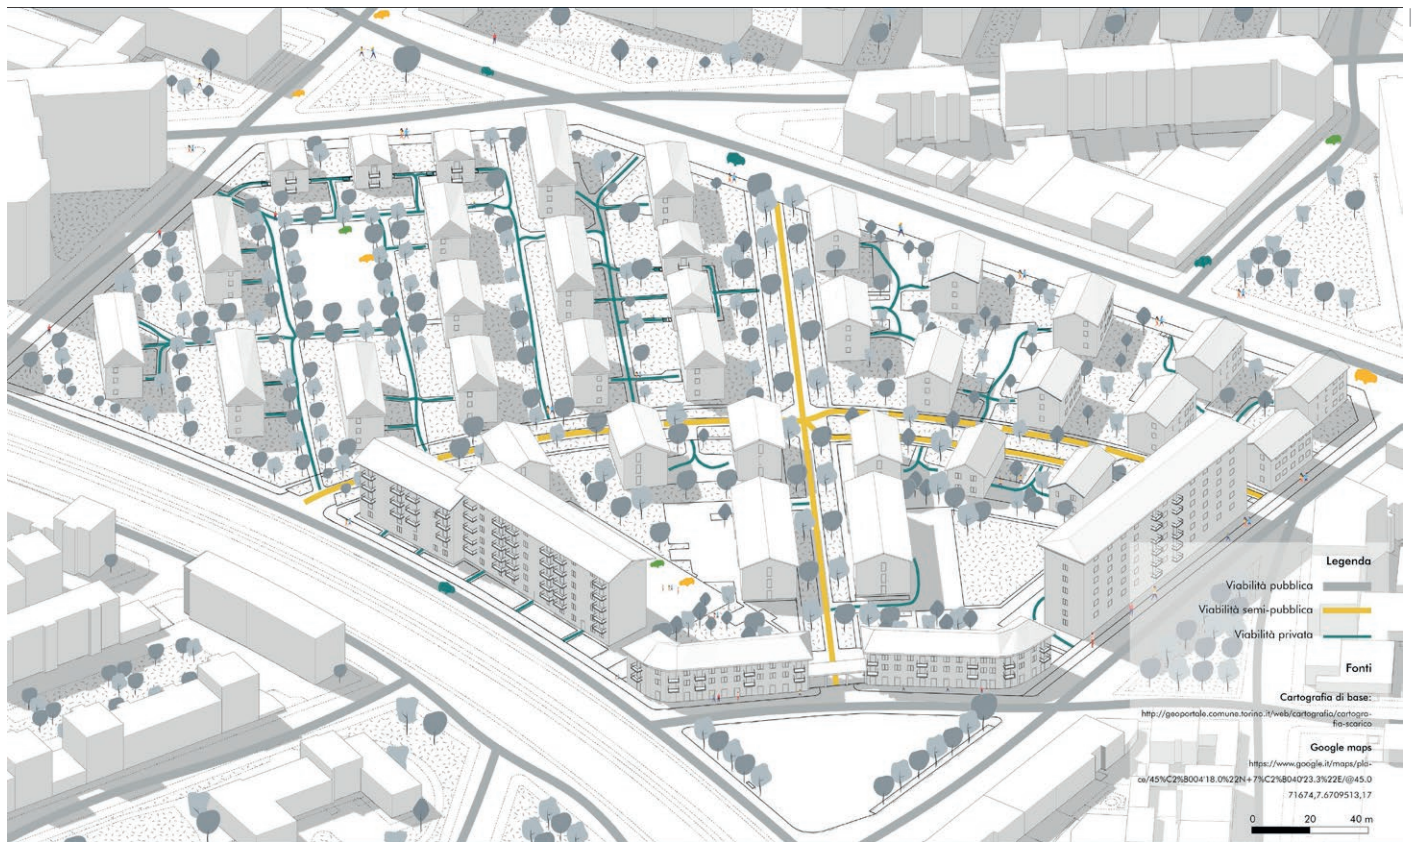 Legenda
Viabilità pubblica
Viabilità semi-pubblica
Viabilità privata
Fonti
Cartografia di base:
http://geoportale.comune.torino.it/web/cartografia/cartogra-
fia-scarico
Google maps
https://www.google.it/maps/pla-
ce/45%C2%B004'18.0%22N+7%C2%B040'23.3%22E/@45.0
71674,7.6709513,17
0 20 40 m